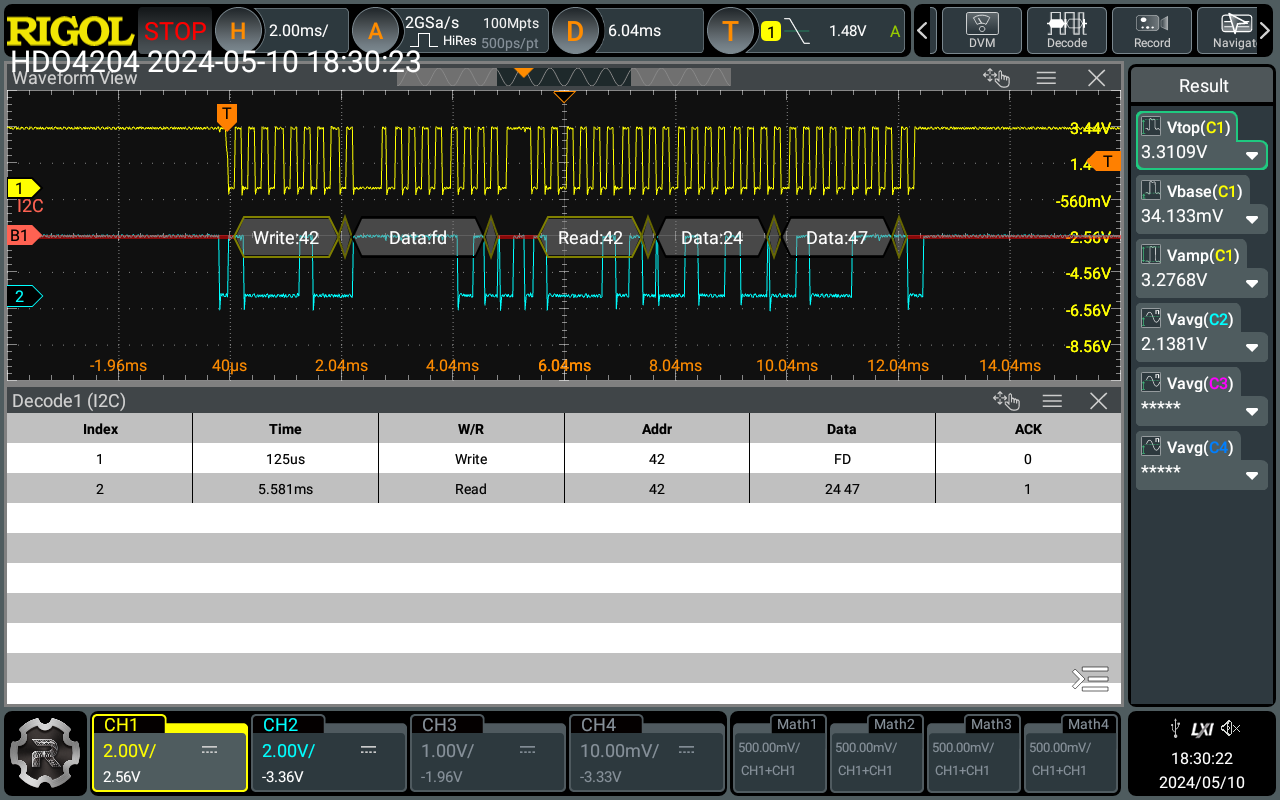 RIGOL STOP H 2.00ms/ A 2GSa/s 100Mpts HiRes 500ps/pt D 6.04ms T 1 1.48V A DVM Decode Record Navigat
HDO4204 2024-05-10 18:30:23
Waveform View
T
3.44V
1.4
T
1
-560mV
I2C
B1 Write:42 Data:fd Read:42 Data:24 Data:47 -2.56V
-4.56V
2
-6.56V
-8.56V
-1.96ms 40µs 2.04ms 4.04ms 6.04ms 8.04ms 10.04ms 12.04ms 14.04ms
Decode1 (I2C)
Index Time W/R Addr Data ACK
1 125us Write 42 FD 0
2 5.581ms Read 42 24 47 1
Result
Vtop(C1)
3.3109V
Vbase(C1)
34.133mV
Vamp(C1)
3.2768V
Vavg(C2)
2.1381V
Vavg(C3)
*****
Vavg(C4)
*****
R
CH1
2.00V/
2.56V
CH2
2.00V/
-3.36V
CH3
1.00V/
-1.96V
CH4
10.00mV/
-3.33V
Math1
500.00mV/
CH1+CH1
Math2
500.00mV/
CH1+CH1
Math3
500.00mV/
CH1+CH1
Math4
500.00mV/
CH1+CH1
LXI
18:30:22
2024/05/10